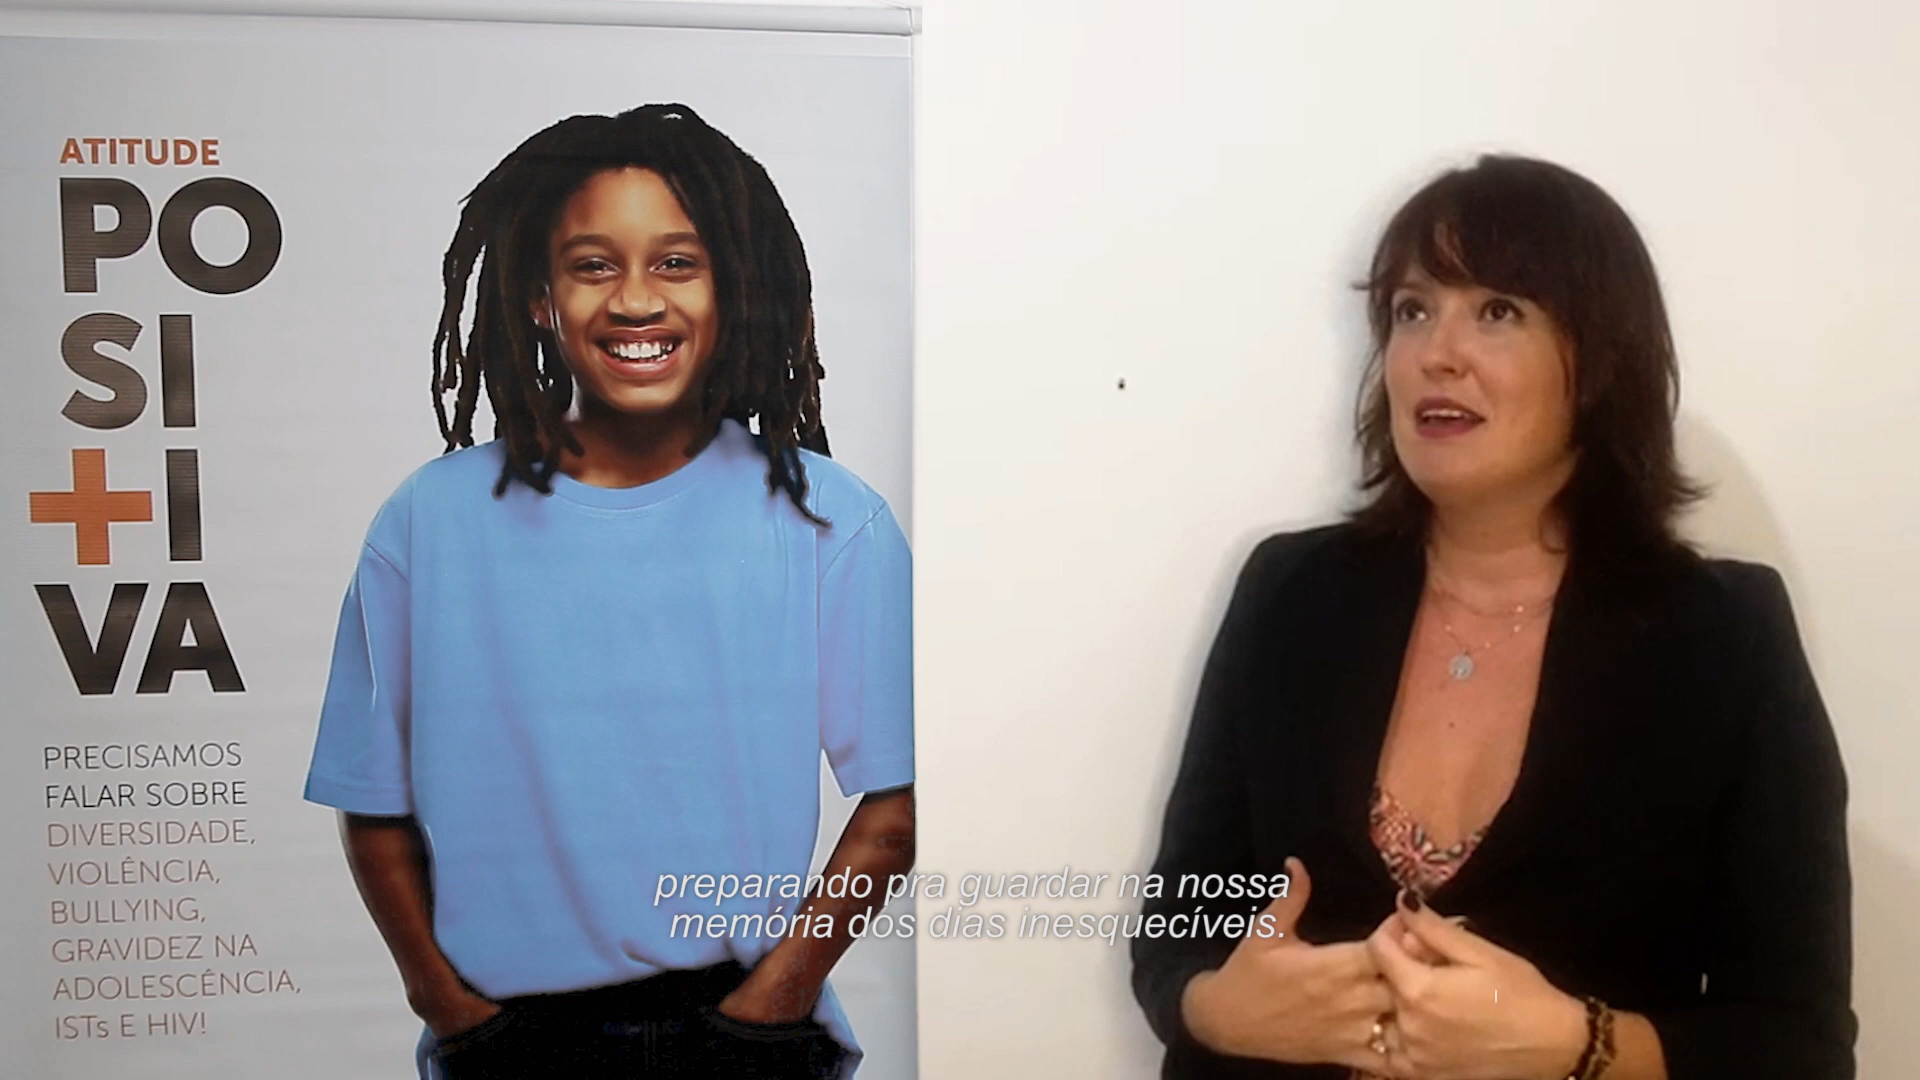 ATITUDE
PO
SI
+I
VA
PRECISAMOS
FALAR SOBRE
DIVERSIDADE,
VIOLÊNCIA,
BULLYING,
GRAVIDEZ NA
ADOLESCÊNCIA,
ISTs E HIV!
preparando pra guardar na nossa
memória dos dias inesquecíveis.